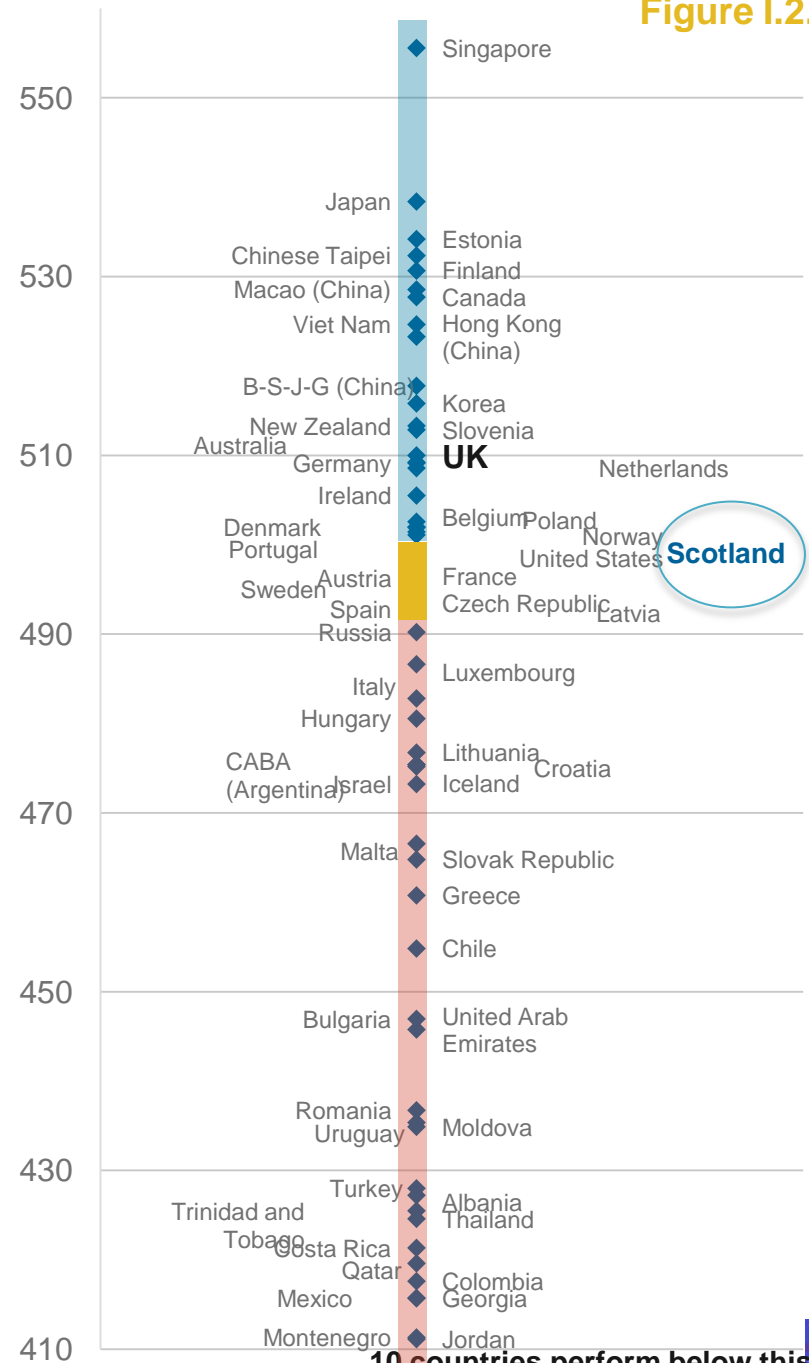 Figure I.2.
Singapore
550
Japan
Estonia
Chinese Taipei
530
Finland
Macao (China)
Canada
Viet Nam
Hong Kong
(China)
B-S-J-G (China)
Korea
New Zealand
Slovenia
Australia
510
UK
Germany
Netherlands
Ireland
Belgium
Poland
Denmark
Norway
Portugal
United States
Scotland
Austria
France
Sweden
Czech Republic
Spain
Latvia
490
Russia
Luxembourg
Italy
Hungary
Lithuania
CABA
(Argentina)
Croatia
Israel
Iceland
470
Malta
Slovak Republic
Greece
Chile
450
Bulgaria
United Arab
Emirates
Romania
Uruguay
Moldova
430
Turkey
Albania
Trinidad and
Tobago
Thailand
Costa Rica
Qatar
Colombia
Mexico
Georgia
Montenegro
Jordan
410
10 countries perform below this